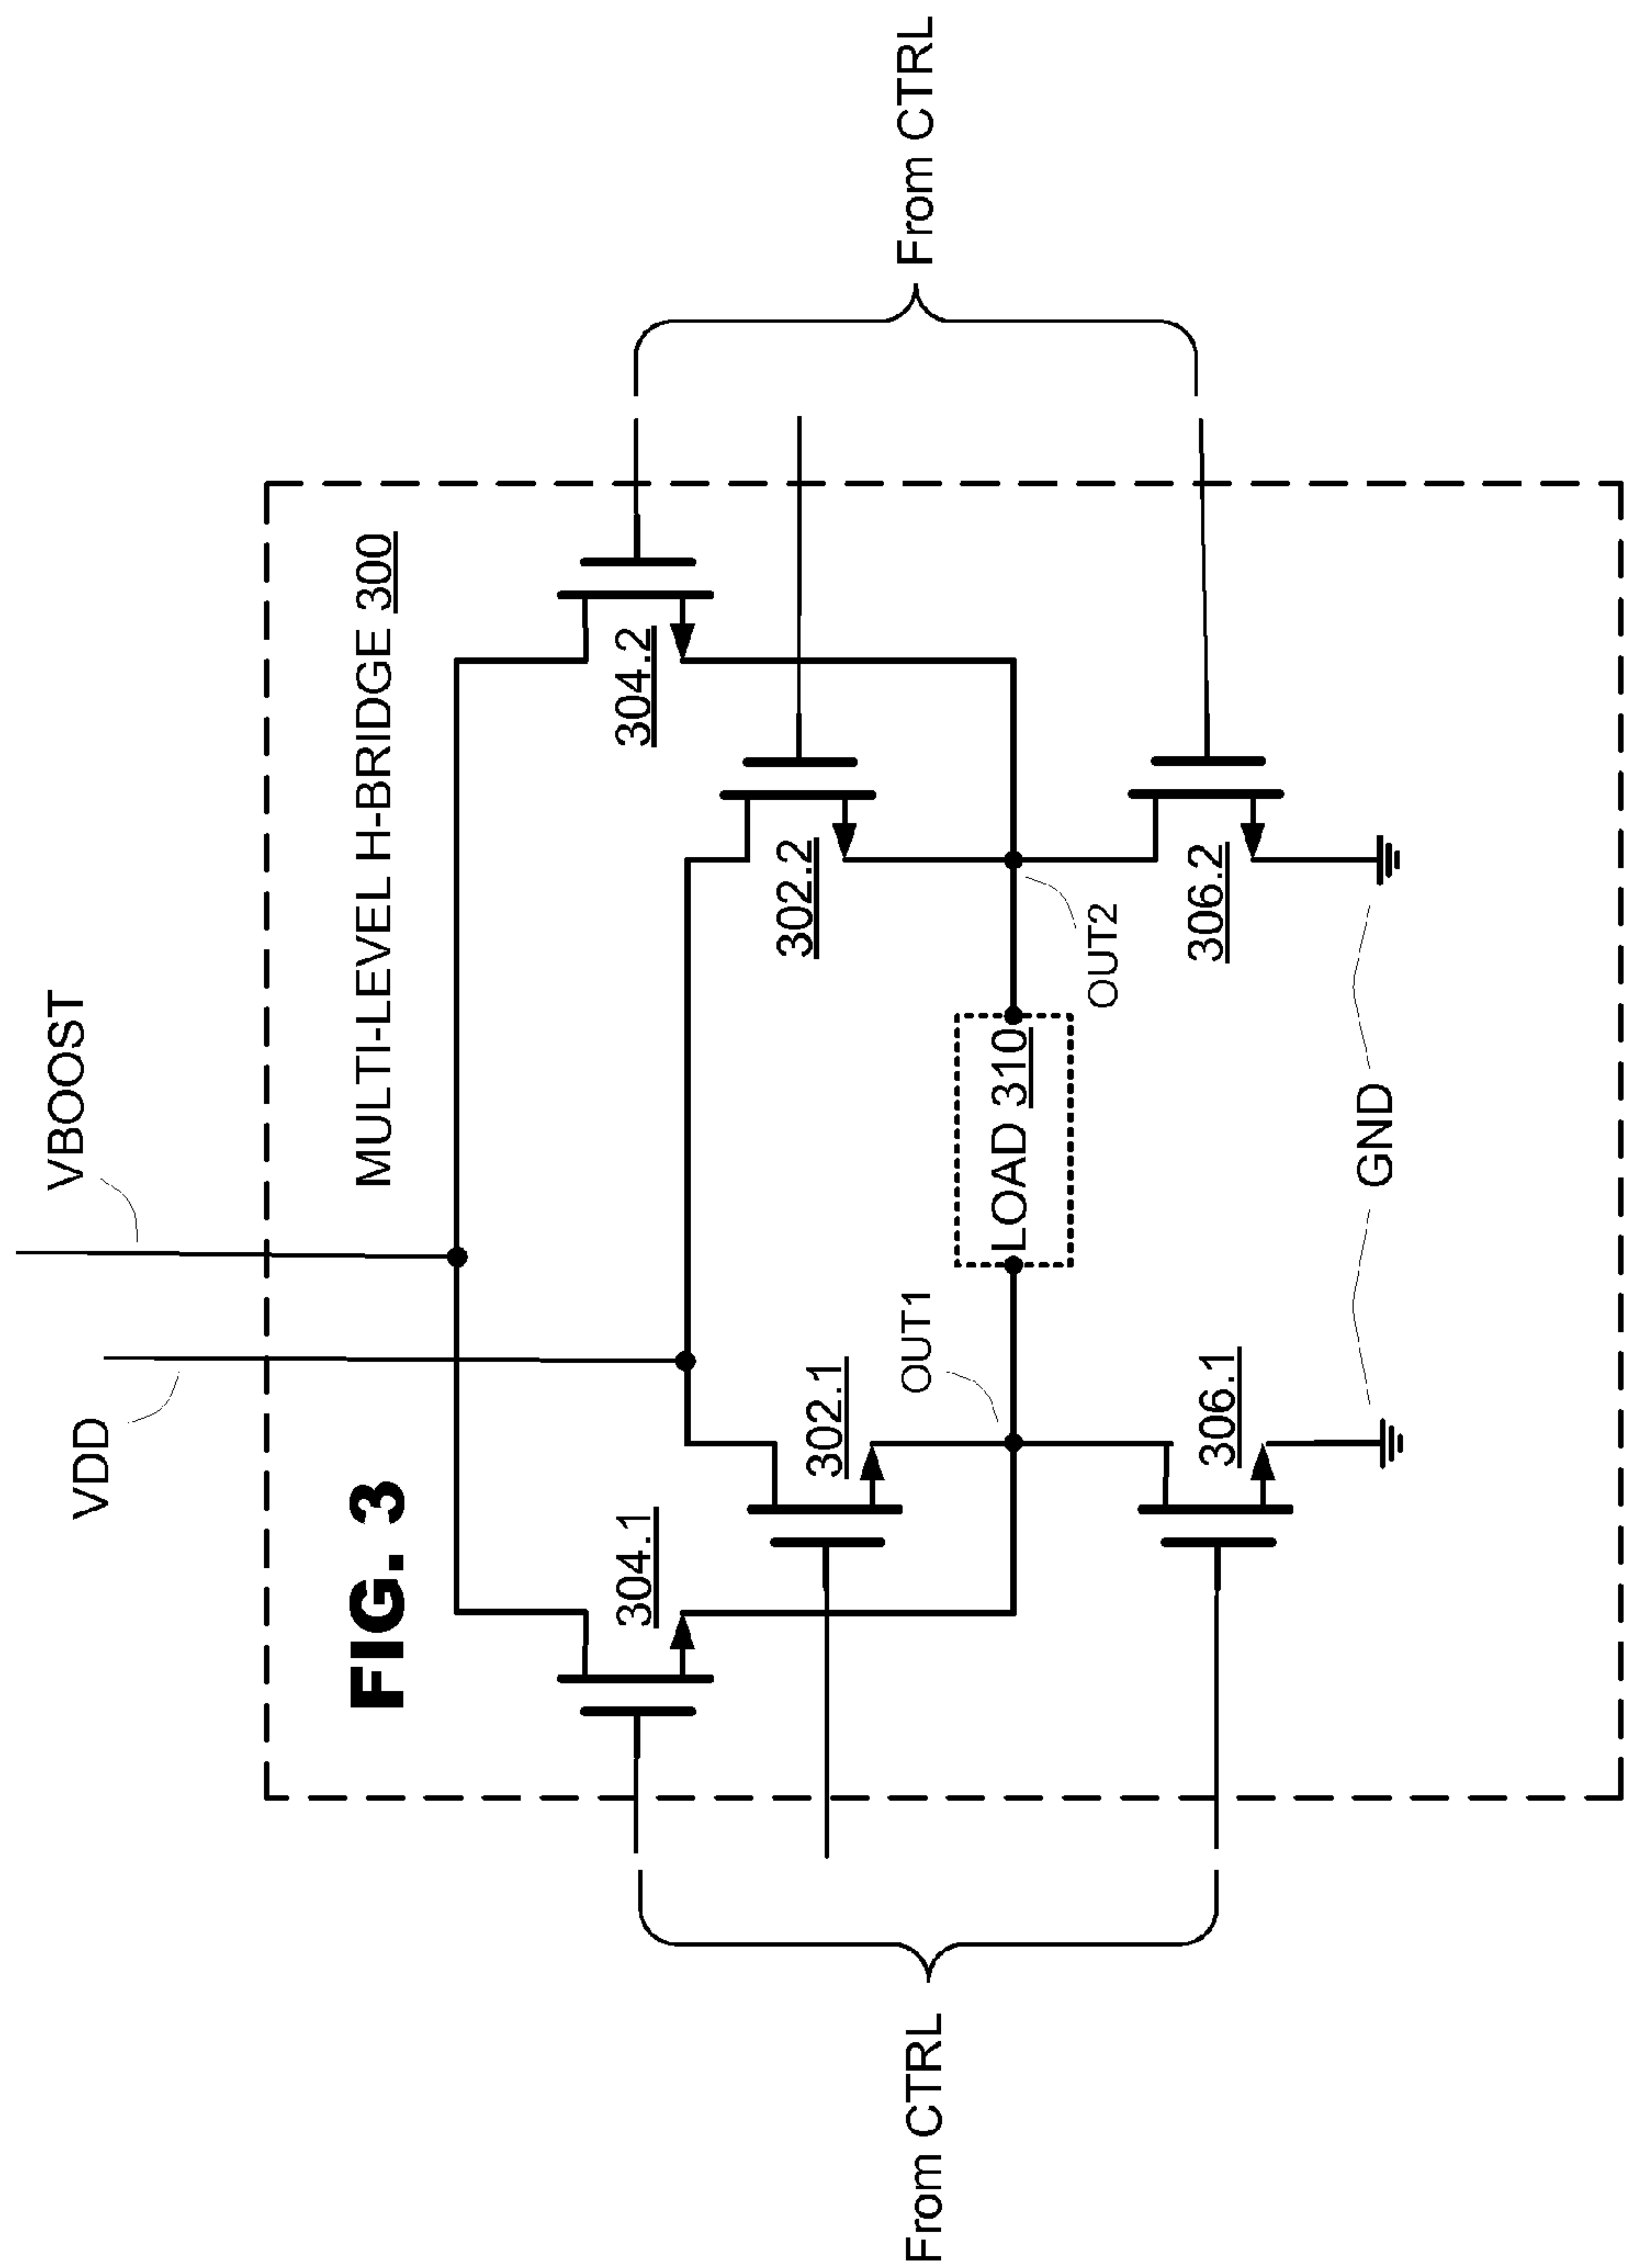 FIG. 3
VDD
VBOOST
MULTI-LEVEL H-BRIDGE 300
304.1
304.2
302.1
302.2
From CTRL
From CTRL
OUT1
LOAD 310
OUT2
306.1
306.2
GND